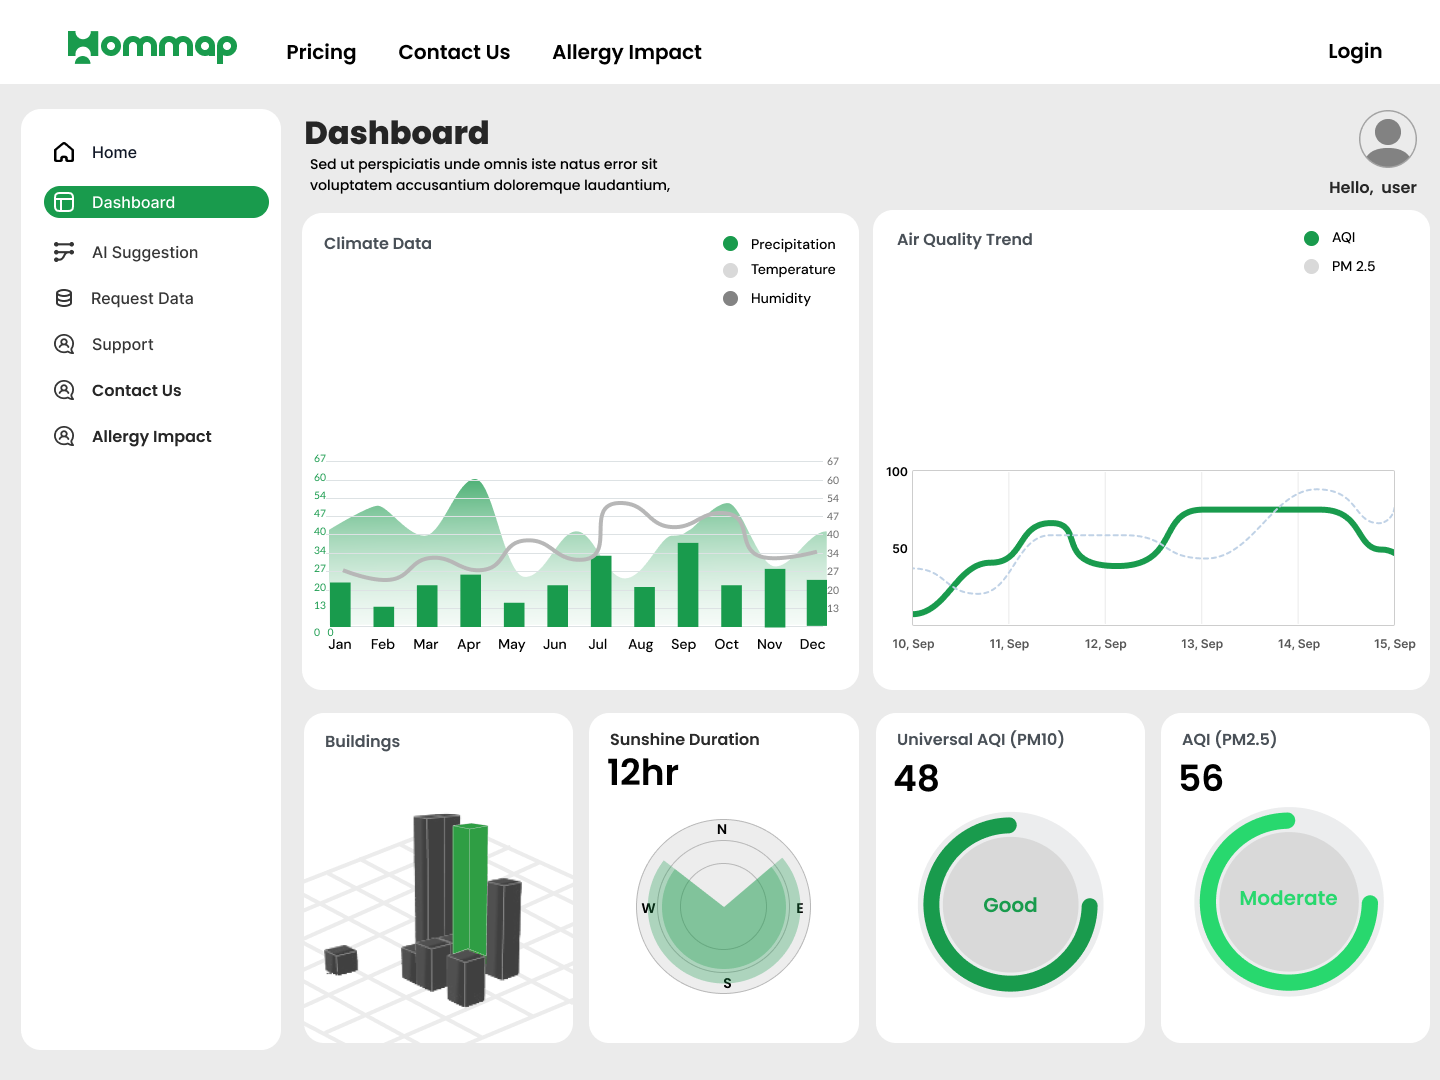 Hommap
Pricing
Contact Us
Allergy Impact
Login
Home
Dashboard
AI Suggestion
Request Data
Support
Contact Us
Allergy Impact
Dashboard
Sed ut perspiciatis unde omnis iste natus error sit
voluptatem accusantium doloremque laudantium,
Hello, user
Climate Data
Precipitation
Temperature
Humidity
67
60
54
47
40
34
27
20
13
0 0
67
60
54
47
40
34
27
20
13
Jan Feb Mar Apr May Jun Jul Aug Sep Oct Nov Dec
Air Quality Trend
AQI
PM 2.5
100
50
10, Sep 11, Sep 12, Sep 13, Sep 14, Sep 15, Sep
Buildings
Sunshine Duration
12hr
N
W
E
S
Universal AQI (PM10)
48
Good
AQI (PM2.5)
56
Moderate